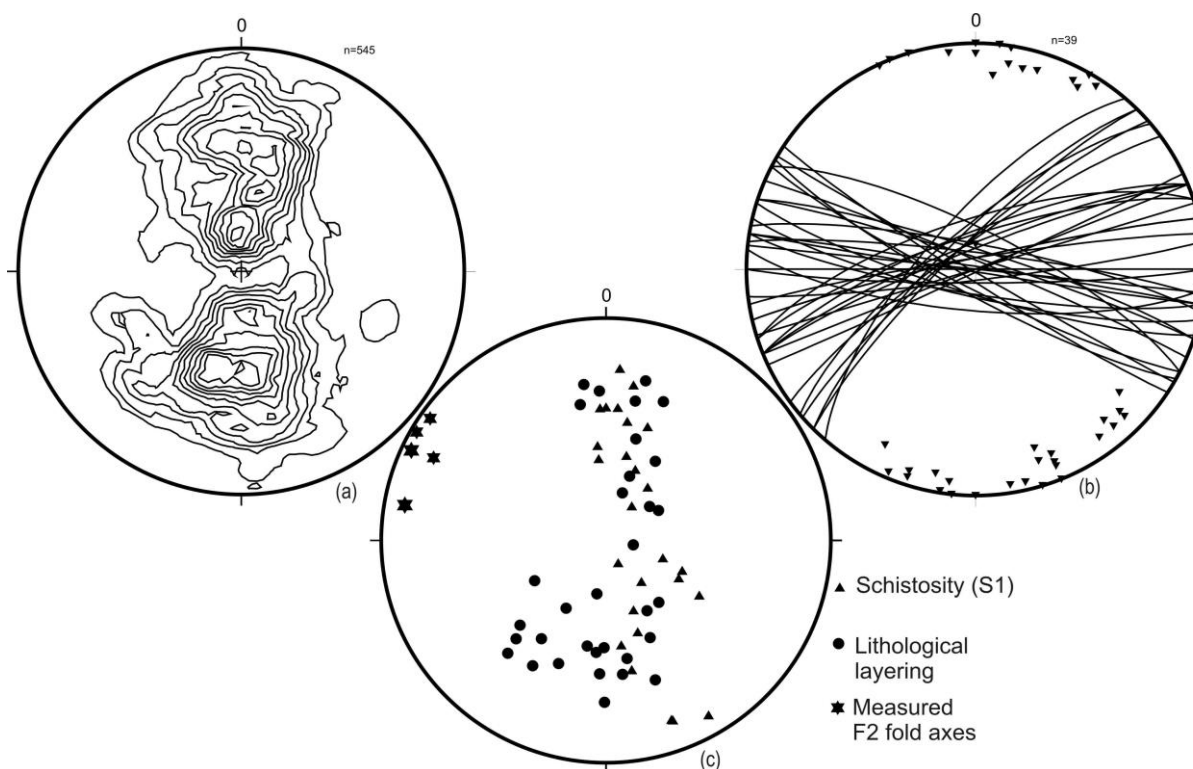 0
n=545
(a)
0
n=39
(b)
0
(c)
Schistosity (S1)
Lithological
layering
Measured
F2 fold axes